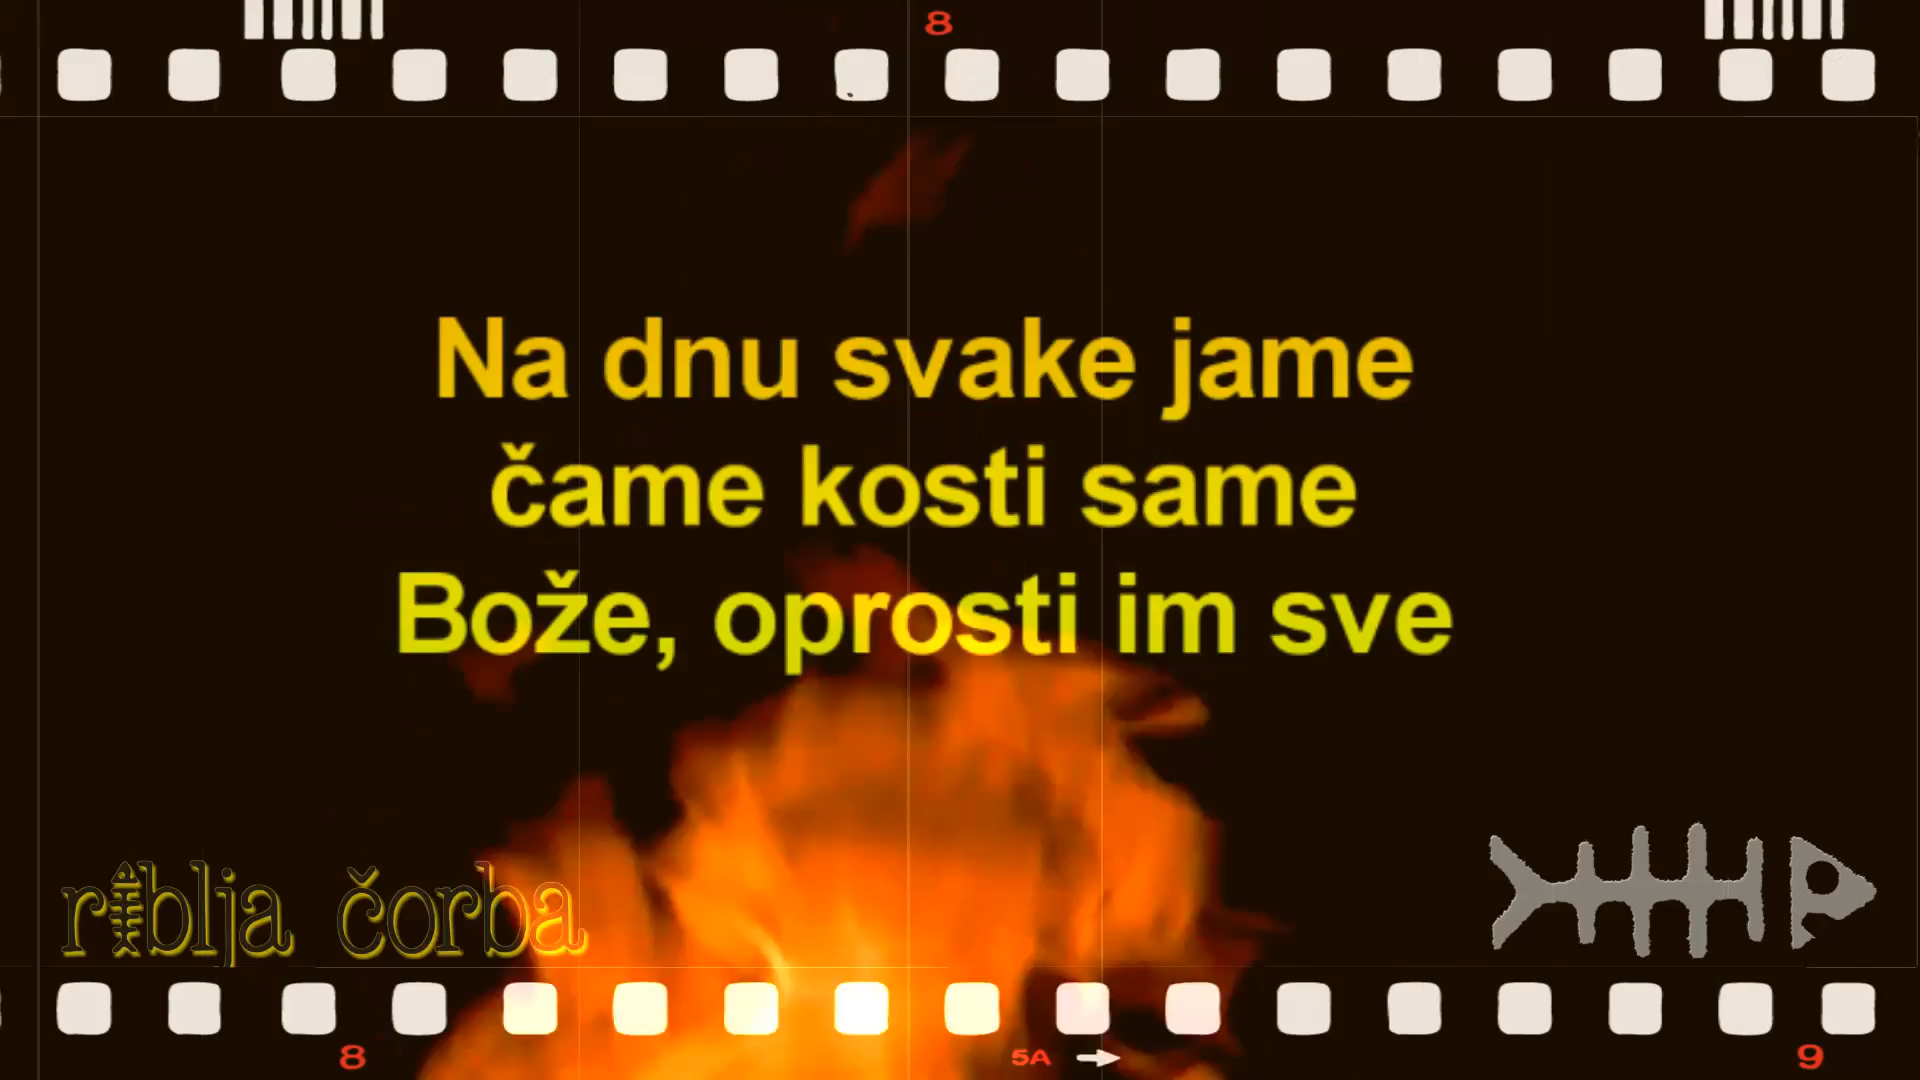 8
Na dnu svake jame
čame kosti same
Bože, oprosti im sve
riblja čorba
8 5A 9